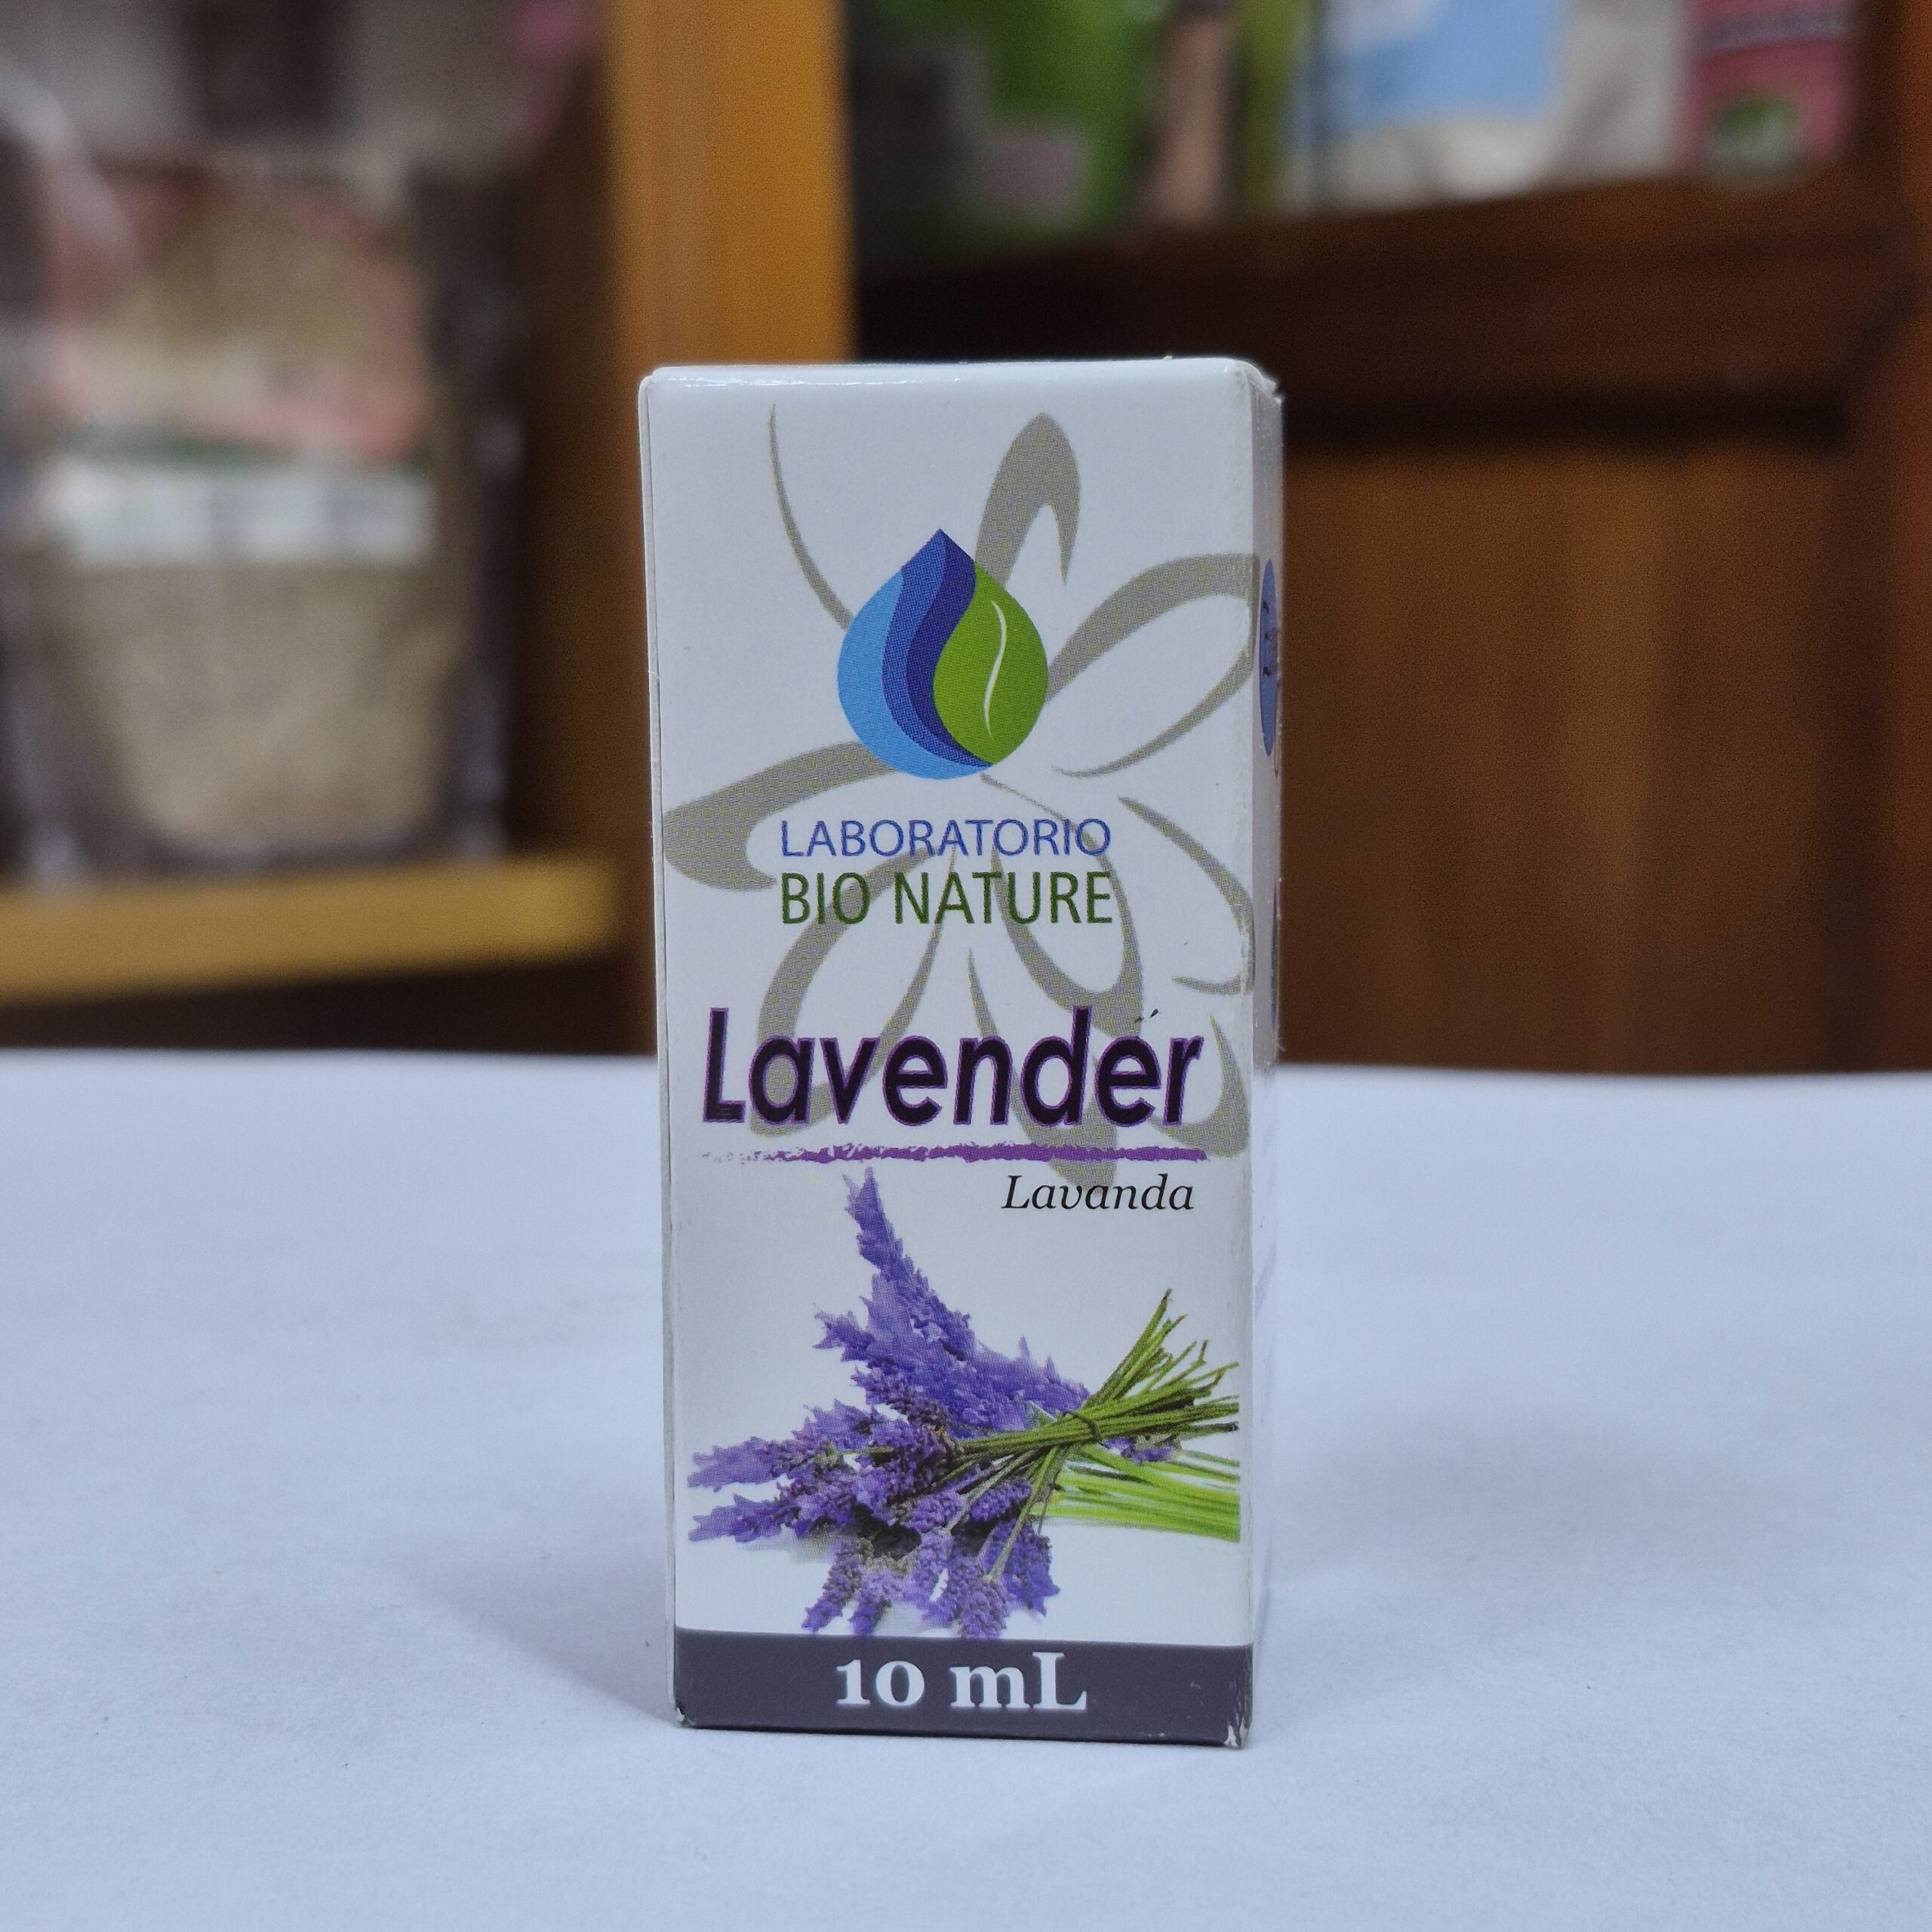 LABORATORIO
BIO NATURE
Lavender
Lavanda
10 mL